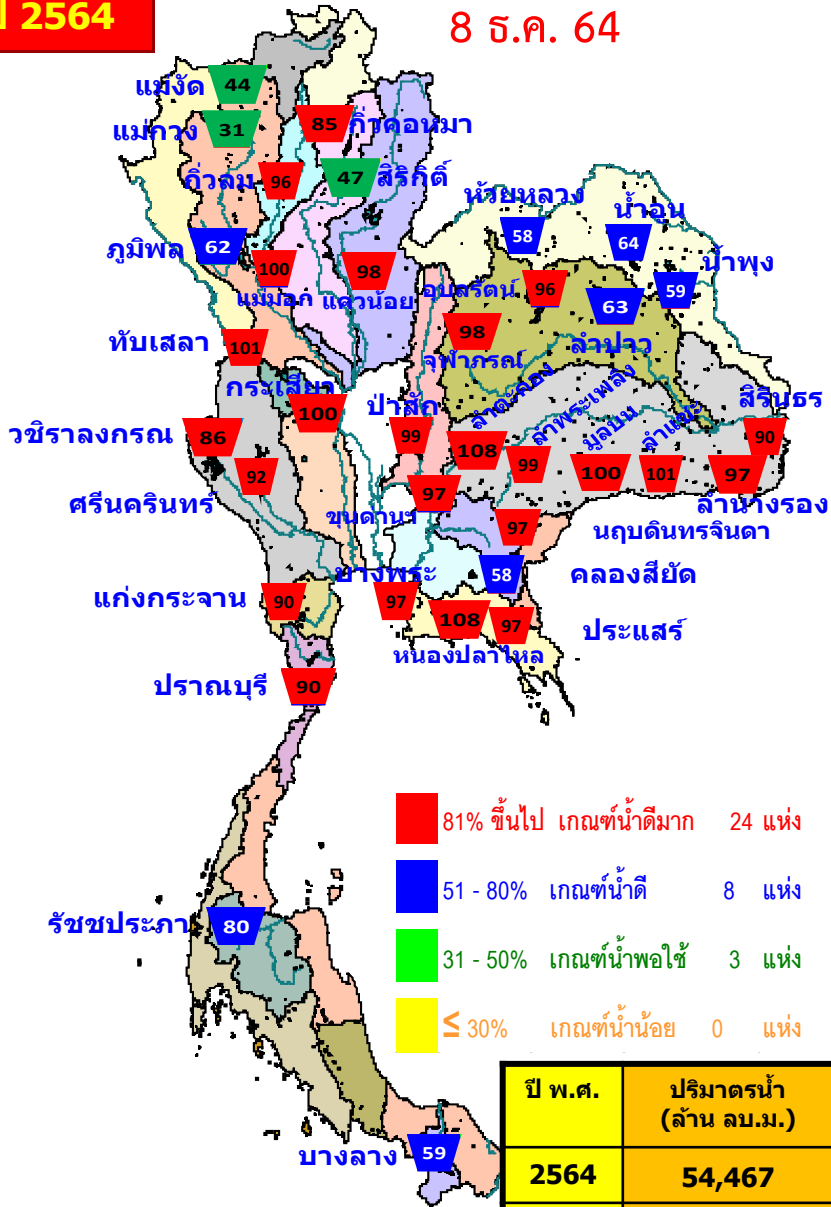 ปี 2564
8 ธ.ค. 64
แม่งัด 44
แม่กวง 31
85 กิ่วคอหมา
กิ่วลม 96
47 สิริกิติ์
ห้วยหลวง 58
น้ำอูน 64
น้ำพุง 59
ภูมิพล 62
100 แม่มอก
98 แควน้อย
อุบลรัตน์ 96
63 ลำปาว
98 จุฬาภรณ์
ทับเสลา 101
กระเสียว 100
ป่าสัก 99
ลำตะคอง 108
ลำพระเพลิง 99
มูลบน 100
ลำแชะ 101
สิรินธร 90
97 ลำนางรอง
วชิราลงกรณ 86
ศรีนครินทร์ 92
ขุนด่านฯ 97
97 นฤบดินทรจินดา
58 คลองสียัด
บางพระ 97
แก่งกระจาน 90
108 หนองปลาไหล
97 ประแสร์
ปราณบุรี 90
81% ขึ้นไป เกณฑ์น้ำดีมาก 24 แห่ง
51 - 80% เกณฑ์น้ำดี 8 แห่ง
31 - 50% เกณฑ์น้ำพอใช้ 3 แห่ง
≤ 30% เกณฑ์น้ำน้อย 0 แห่ง
รัชชประภา 80
บางลาง 59
ปี พ.ศ. ปริมาตรน้ำ
(ล้าน ลบ.ม.)
2564 54,467